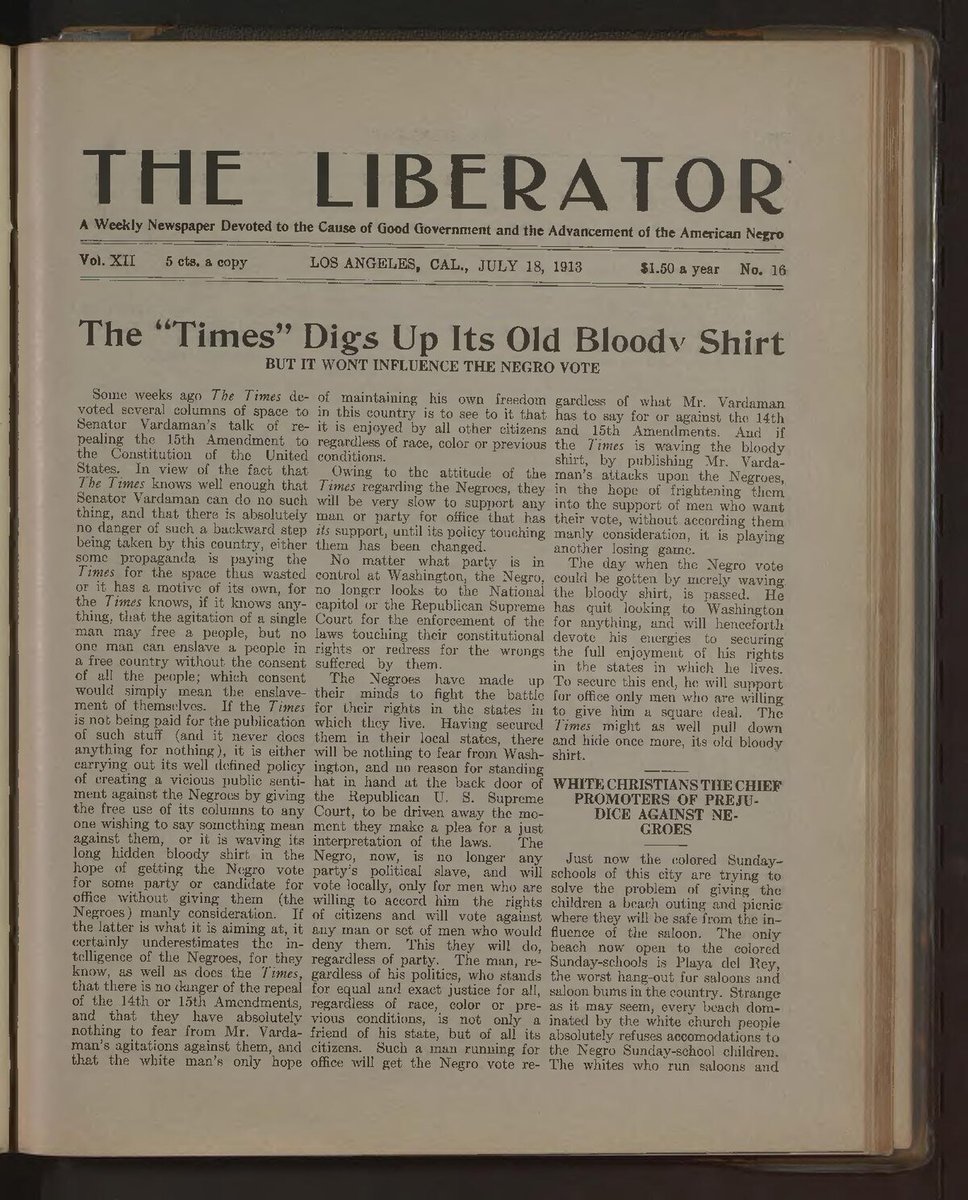 THE LIBERATOR
A Weekly Newspaper Devoted to the Cause of Good Government and the Advancement of the American Negro
Vol. XII 5 cts. a copy LOS ANGELES, CAL., JULY 18, 1913 $1.50 a year No. 16
The "Times" Digs Up Its Old Bloody Shirt
BUT IT WONT INFLUENCE THE NEGRO VOTE
Some weeks ago The Times de-
voted several columns of space to
Senator Vardaman's talk of re-
pealing the 15th Amendment to
the Constitution of the United
States. In view of the fact that
The Times knows well enough that
Senator Vardaman can do no such
thing, and that there is absolutely
no danger of such a backward step
being taken by this country, either
some propaganda is paying the
Times for the space thus wasted
or it has a motive of its own, for
the Times knows, if it knows any-
thing, that the agitation of a single
man may free a people, but no
one man can enslave a people in
a free country without the consent
of all the people; which consent
would simply mean the enslave-
ment of themselves. If the Times
is not being paid for the publication
of such stuff (and it never does
anything for nothing), it is either
carrying out its well defined policy
of creating a vicious public senti-
ment against the Negroes by giving
the free use of its columns to any
one wishing to say something mean
against them, or it is waving its
long hidden bloody shirt in the
hope of getting the Negro vote
for some party or candidate for
office without giving them (the
Negroes) manly consideration. If
the latter is what it is aiming at, it
certainly underestimates the in-
telligence of the Negroes, for they
know, as well as does the Times,
that there is no danger of the repeal
of the 14th or 15th Amendments,
and that they have absolutely
nothing to fear from Mr. Varda-
man's agitations against them, and
that the white man's only hope
of maintaining his own freedom
in this country is to see to it that
it is enjoyed by all other citizens
regardless of race, color or previous
conditions.
Owing to the attitude of the
Times regarding the Negroes, they
will be very slow to support any
man or party for office that has
its support, until its policy touching
them has been changed.
No matter what party is in
control at Washington, the Negro,
no longer looks to the National
capitol or the Republican Supreme
Court for the enforcement of the
laws touching their constitutional
rights or redress for the wrongs
suffered by them.
The Negroes have made up
their minds to fight the battle
for their rights in the states in
which they live. Having secured
them in their local states, there
will be nothing to fear from Wash-
ington, and no reason for standing
hat in hand at the back door of
the Republican U. S. Supreme
Court, to be driven away the mo-
ment they make a plea for a just
interpretation of the laws. The
Negro, now, is no longer any
party's political slave, and will
vote locally, only for men who are
willing to accord him the rights
of citizens and will vote against
any man or set of men who would
deny them. This they will do,
regardless of party. The man, re-
gardless of his politics, who stands
for equal and exact justice for all,
regardless of race, color or pre-
vious conditions, is not only a
friend of his state, but of all its
citizens. Such a man running for
office will get the Negro vote re-
gardless of what Mr. Vardaman
has to say for or against the 14th
and 15th Amendments. And if
the Times is waving the bloody
shirt, by publishing Mr. Varda-
man's attacks upon the Negroes,
in the hope of frightening them
into the support of men who want
their vote, without according them
manly consideration, it is playing
another losing game.
The day when the Negro vote
could be gotten by merely waving
the bloody shirt, is passed. He
has quit looking to Washington
for anything, and will henceforth
devote his energies to securing
the full enjoyment of his rights
in the states in which he lives.
To secure this end, he will support
for office only men who are willing
to give him a square deal. The
Times might as well pull down
and hide once more, its old bloody
shirt.
WHITE CHRISTIANS THE CHIEF
PROMOTERS OF PREJU-
DICE AGAINST NE-
GROES
Just now the colored Sunday-
schools of this city are trying to
solve the problem of giving the
children a beach outing and picnic
where they will be safe from the in-
fluence of the saloon. The only
beach now open to the colored
Sunday-schools is Playa del Rey,
the worst hang-out for saloons and
saloon bums in the country. Strange
as it may seem, every beach dom-
inated by the white church people
absolutely refuses accomodations to
the Negro Sunday-school children.
The whites who run saloons and